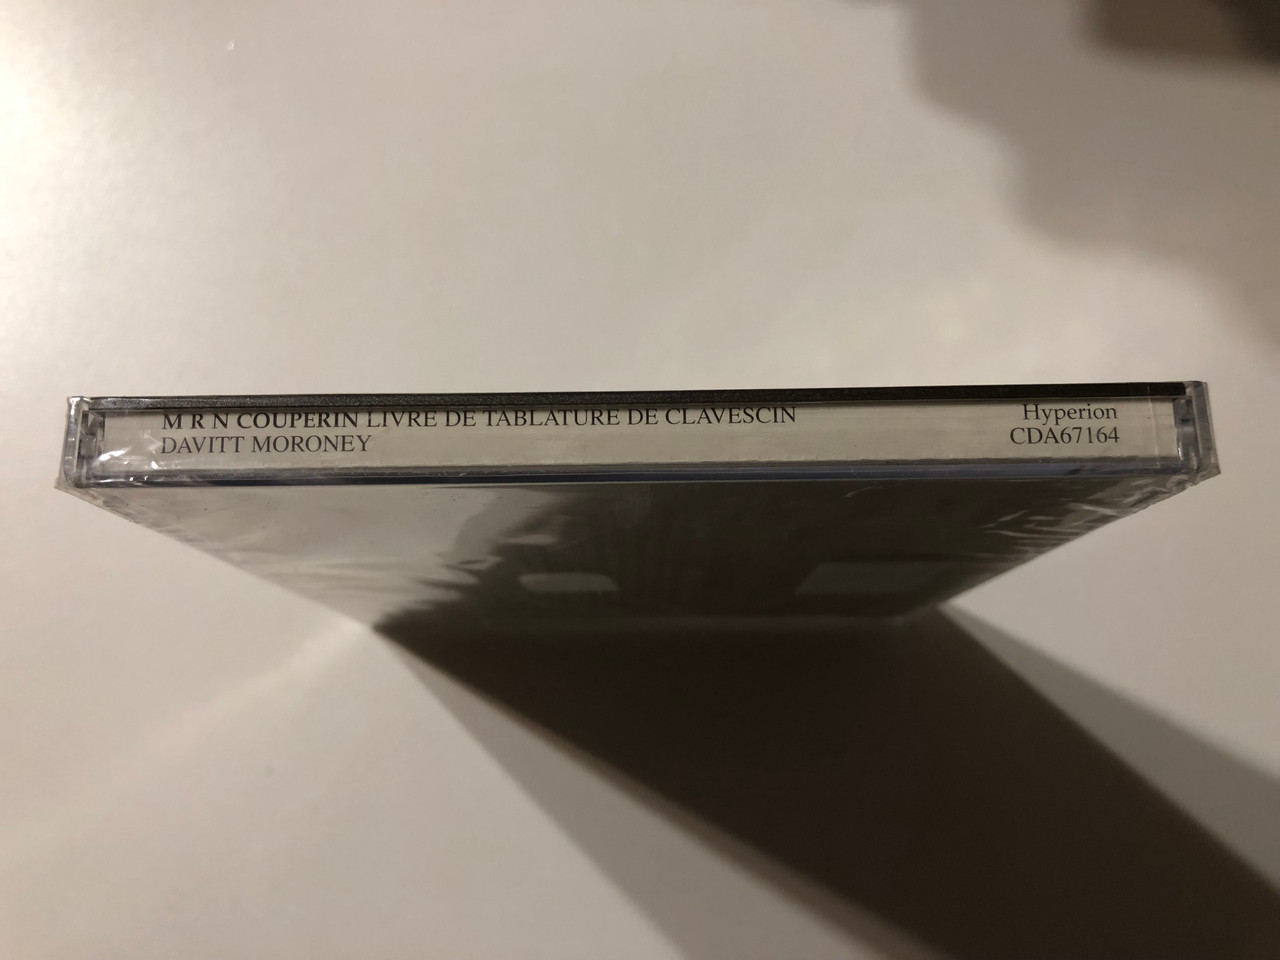 M R N COUPERIN LIVRE DE TABLATURE DE CLAVESCIN
DAVITT MORONEY
Hyperion
CDA67164